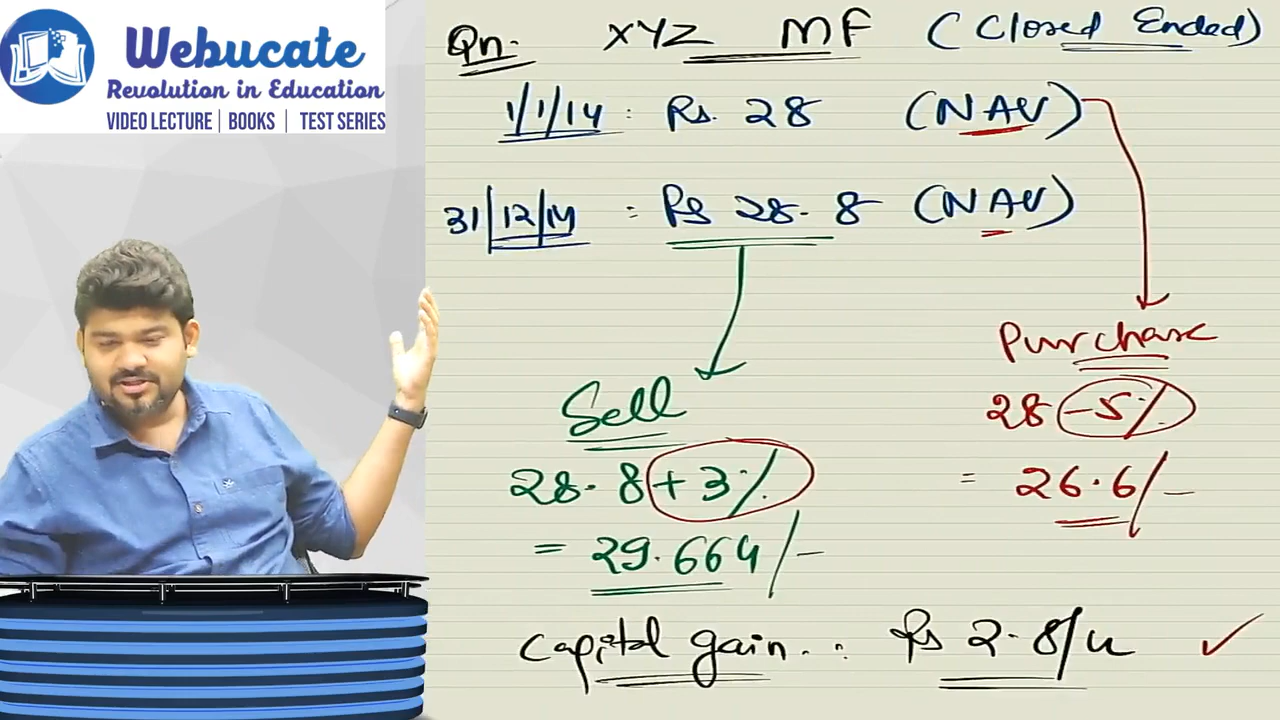 Webucate
Revolution in Education
VIDEO LECTURE | BOOKS | TEST SERIES
Qn. XYZ MF (Closed Ended)
1/1/14 : Rs. 28 (NAV)
31/12/14 : Rs 28.8 (NAV)
Purchase
28 -5%
= 26.6/-
Sell
28.8 +3%
= 29.664/-
Capital gain. : Rs 2.8/u